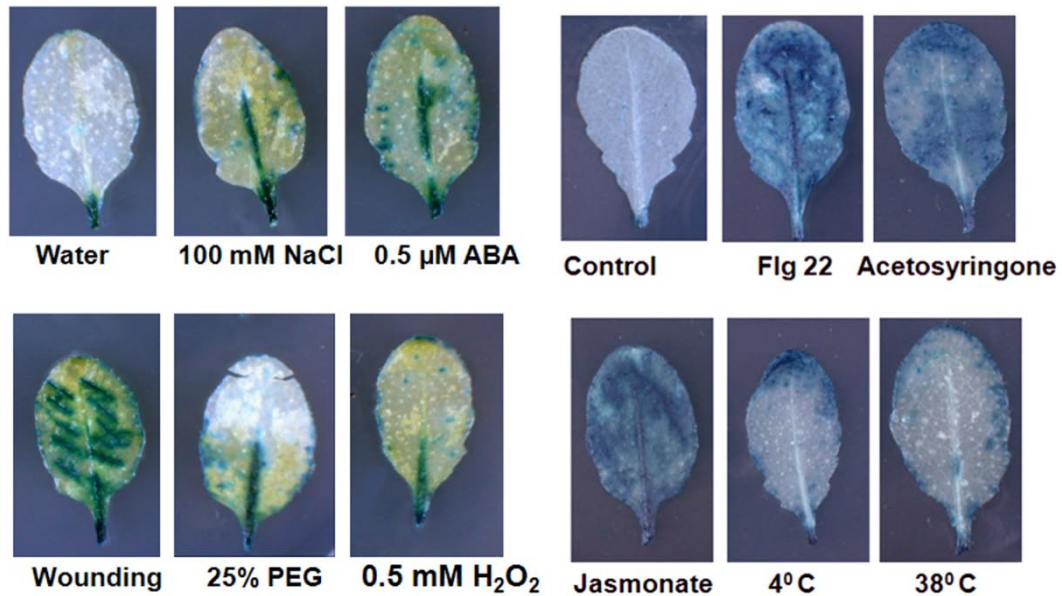 Water
100 mM NaCl
0.5 µM ABA
Control
Flg 22
Acetosyringone
Wounding
25% PEG
0.5 mM H₂O₂
Jasmonate
4⁰ C
38⁰ C